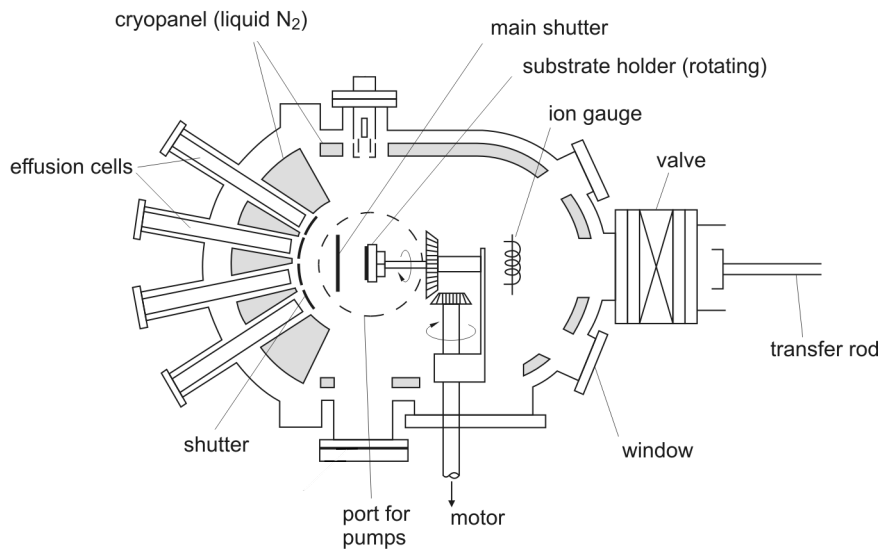 cryopanel (liquid N₂)
main shutter
substrate holder (rotating)
ion gauge
valve
effusion cells
transfer rod
shutter
window
port for
pumps
motor